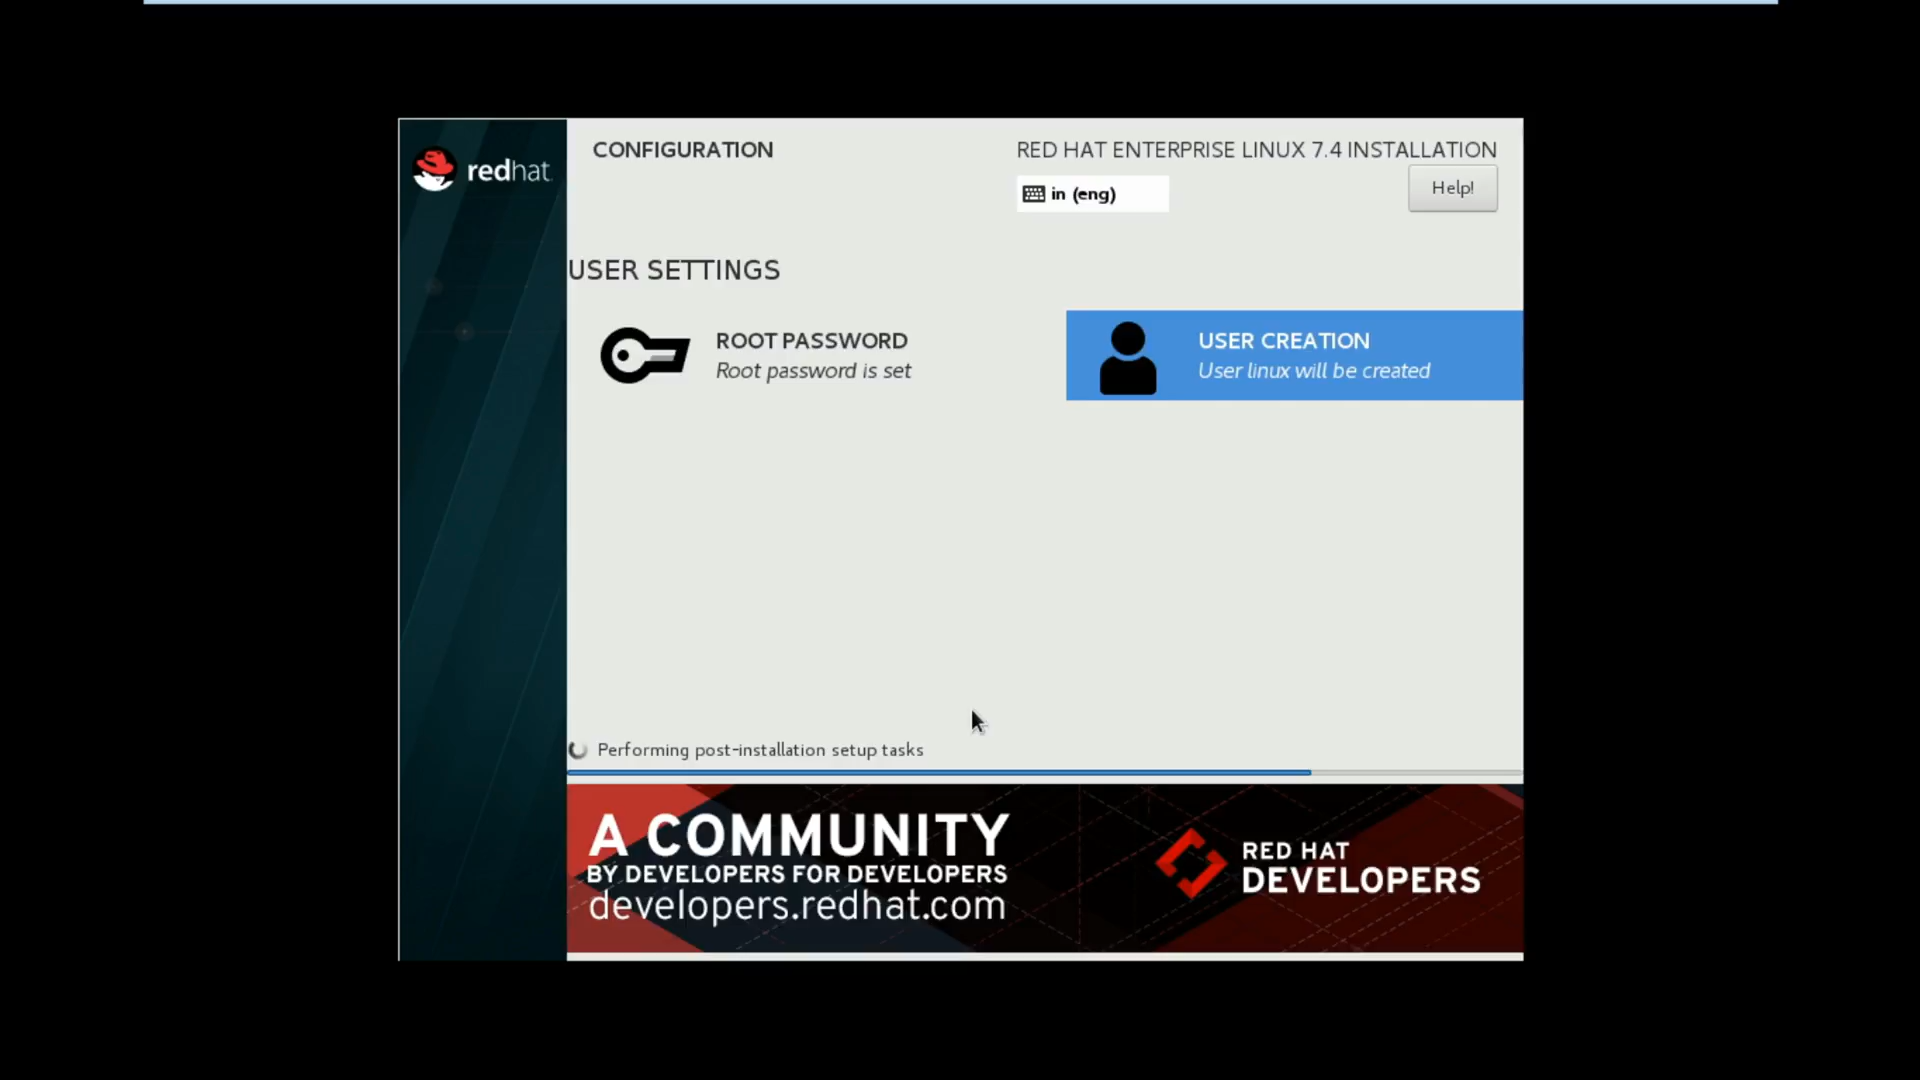 redhat.
CONFIGURATION
RED HAT ENTERPRISE LINUX 7.4 INSTALLATION
in (eng)
Help!
USER SETTINGS
ROOT PASSWORD
Root password is set
USER CREATION
User linux will be created
Performing post-installation setup tasks
A COMMUNITY
BY DEVELOPERS FOR DEVELOPERS
developers.redhat.com
RED HAT
DEVELOPERS